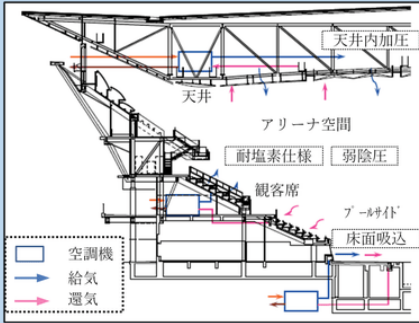 天井内加圧
天井
アリーナ空間
耐塩素仕様
弱陰圧
観客席
プールサイド
床面吸込
空調機
給気
還気